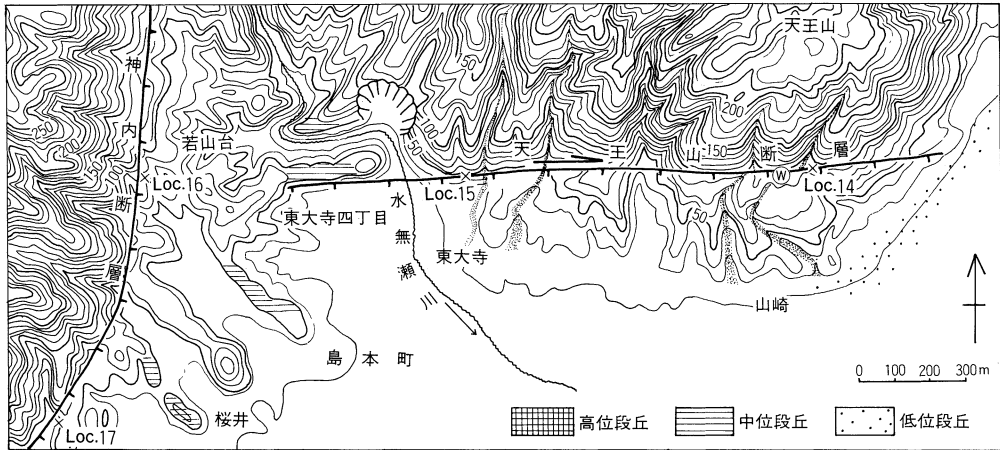 天王山
神内断層
若山台
天王山断層
150
100
50
150
200
250
200
50
W
Loc.16
Loc.15
Loc.14
東大寺四丁目
水無瀬川
東大寺
山崎
島本町
桜井
Loc.17
0 100 200 300m
高位段丘 中位段丘 低位段丘